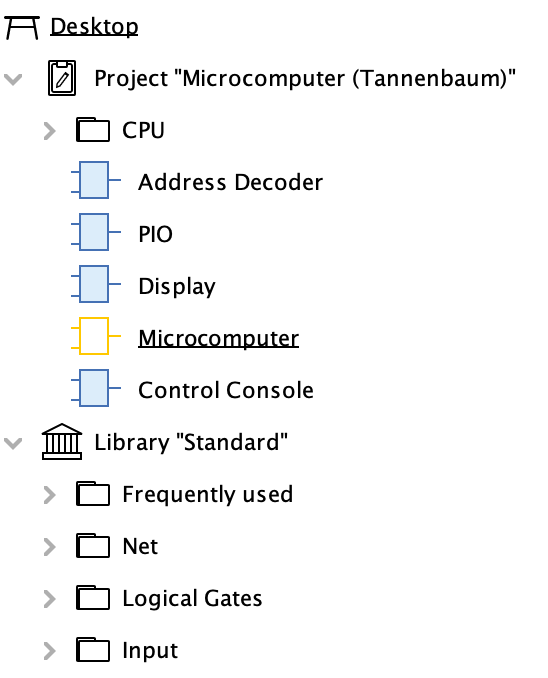 Desktop
Project "Microcomputer (Tannenbaum)"
CPU
Address Decoder
PIO
Display
Microcomputer
Control Console
Library "Standard"
Frequently used
Net
Logical Gates
Input